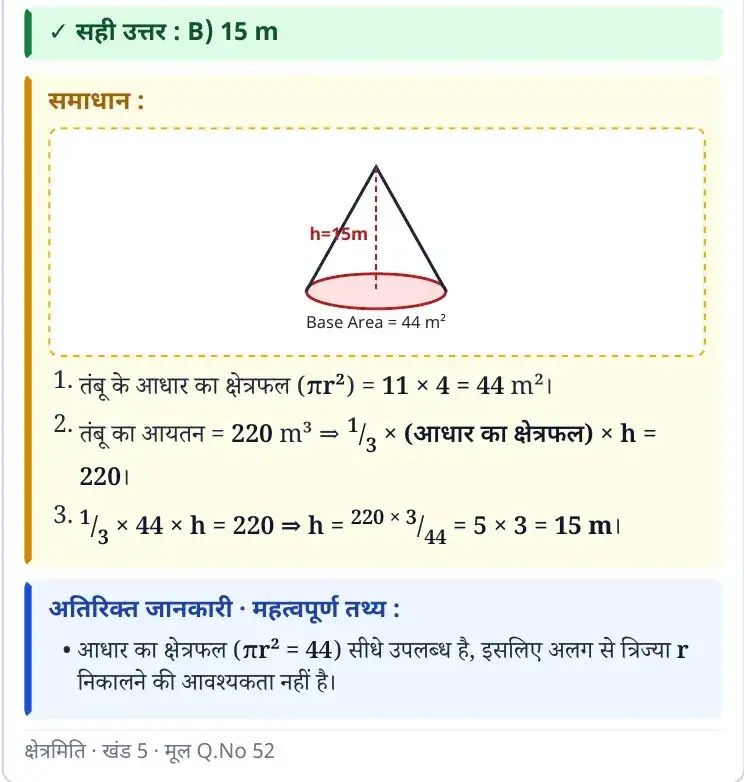 ✓ सही उत्तर : B) 15 m
समाधान :
h=15m
Base Area = 44 m²
1. तंबू के आधार का क्षेत्रफल (πr²) = 11 × 4 = 44 m²।
2. तंबू का आयतन = 220 m³ ⇒ ¹/₃ × (आधार का क्षेत्रफल) × h =
220।
3. ¹/₃ × 44 × h = 220 ⇒ h = ²²⁰ ˣ ³/₄₄ = 5 × 3 = 15 m।
अतिरिक्त जानकारी · महत्वपूर्ण तथ्य :
• आधार का क्षेत्रफल (πr² = 44) सीधे उपलब्ध है, इसलिए अलग से त्रिज्या r
निकालने की आवश्यकता नहीं है।
क्षेत्रमिति · खंड 5 · मूल Q.No 52